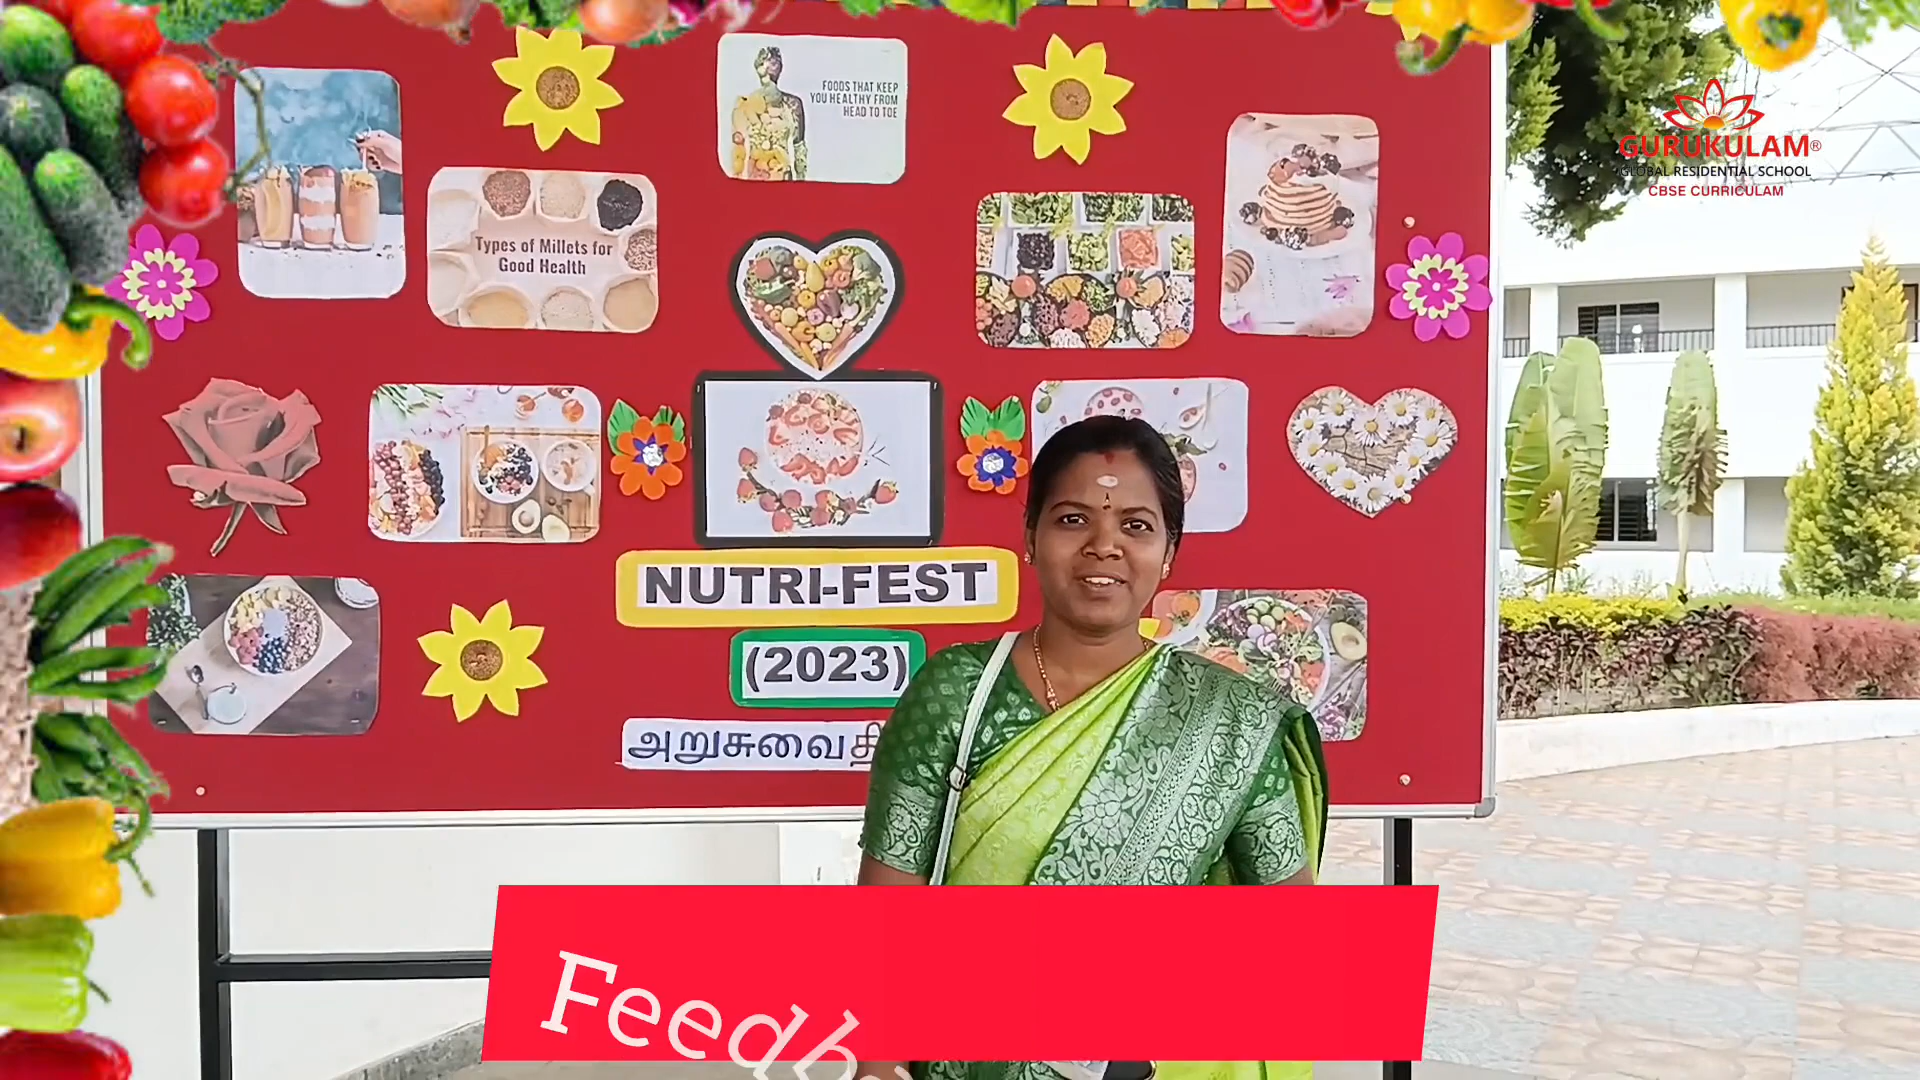 FOODS THAT KEEP
YOU HEALTHY FROM
HEAD TO TOE
GURUKULAM®
GLOBAL RESIDENTIAL SCHOOL
CBSE CURRICULAM
Types of Millets for
Good Health
NUTRI-FEST
(2023)